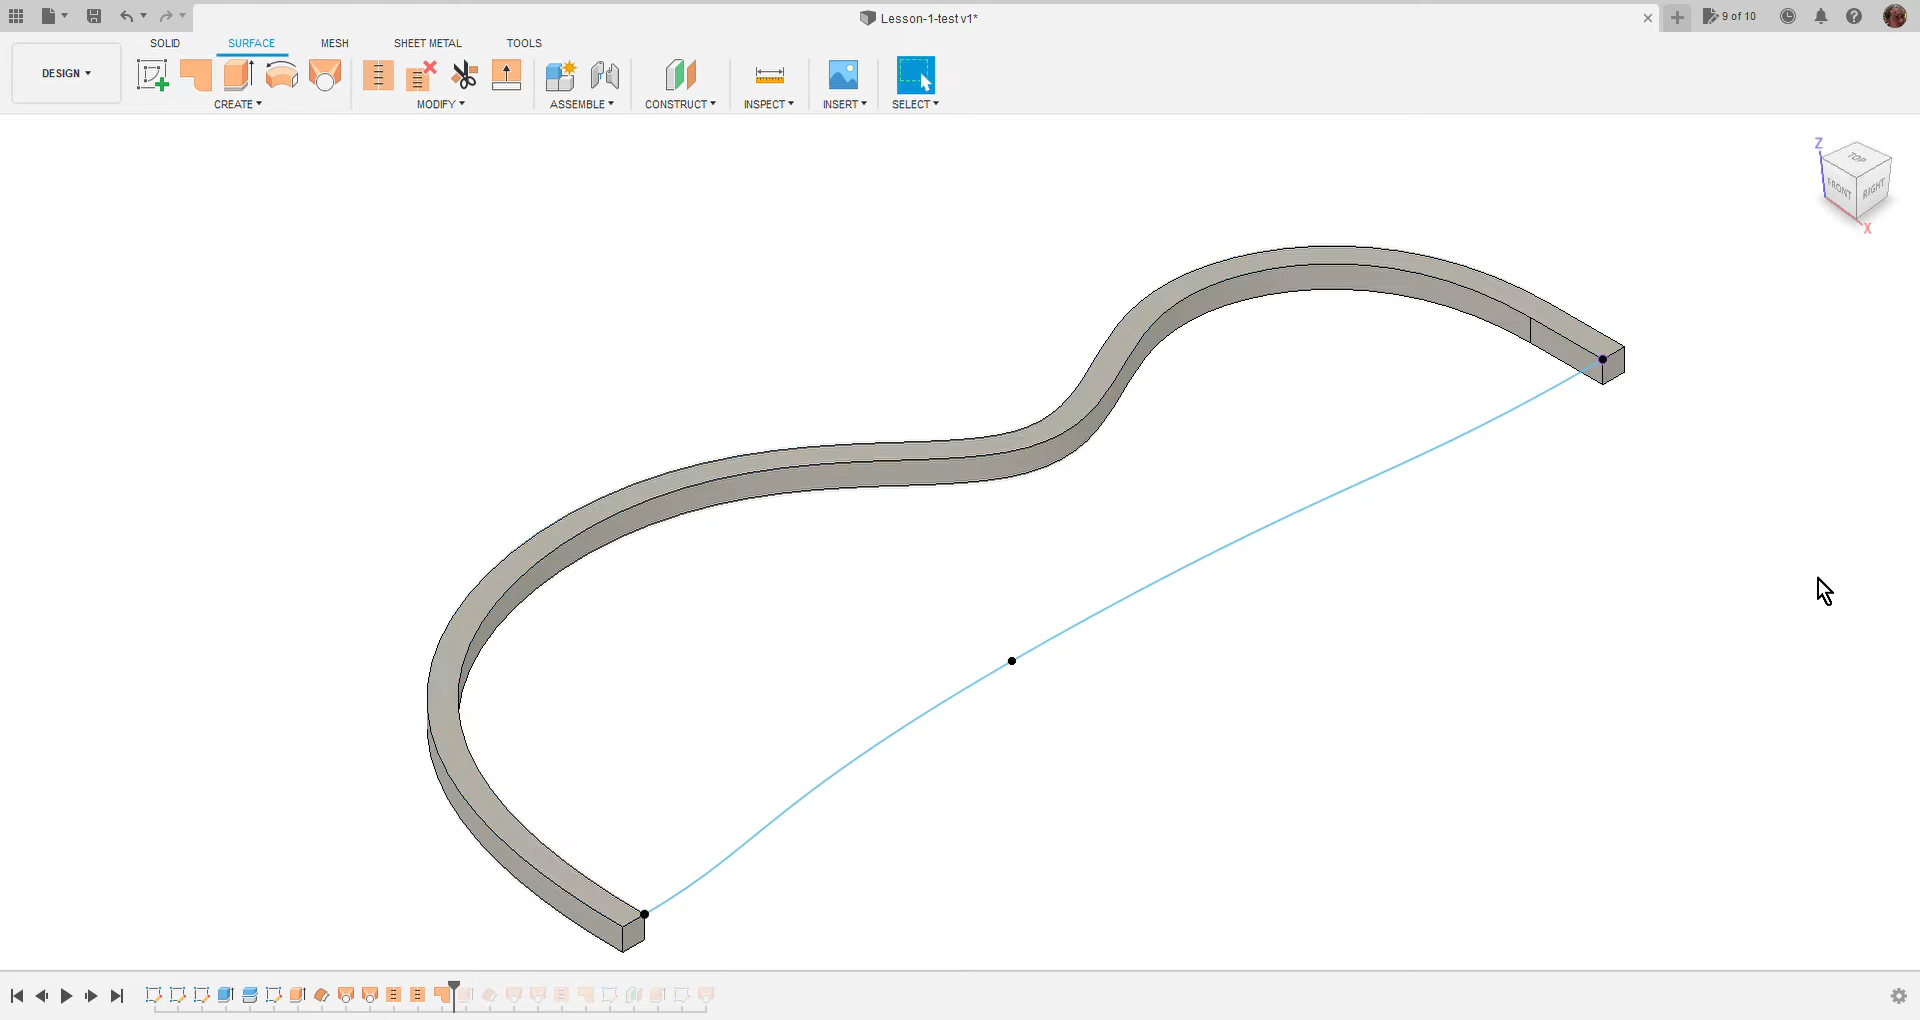 Lesson-1-test v1*
9 of 10
SOLID SURFACE MESH SHEET METAL TOOLS
DESIGN
CREATE MODIFY ASSEMBLE CONSTRUCT INSPECT INSERT SELECT
Z
TOP
FRONT RIGHT
X